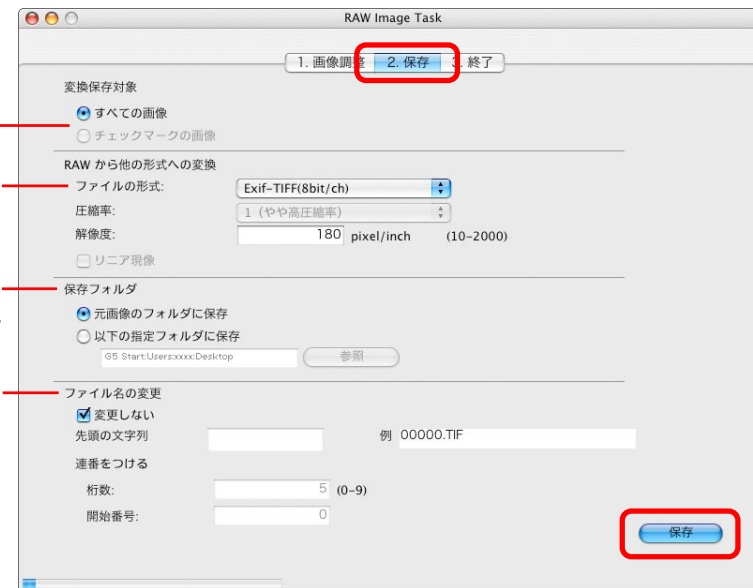 RAW Image Task
1. 画像調整 2. 保存 3. 終了
変換保存対象
すべての画像
チェックマークの画像
RAW から他の形式への変換
ファイルの形式: Exif-TIFF(8bit/ch)
圧縮率: 1（やや高圧縮率）
解像度: 180 pixel/inch (10-2000)
リニア現像
保存フォルダ
元画像のフォルダに保存
以下の指定フォルダに保存
G5 Start:Users:xxxx:Desktop 参照
ファイル名の変更
変更しない
先頭の文字列 例 00000.TIF
連番をつける
桁数: 5 (0-9)
開始番号: 0
保存